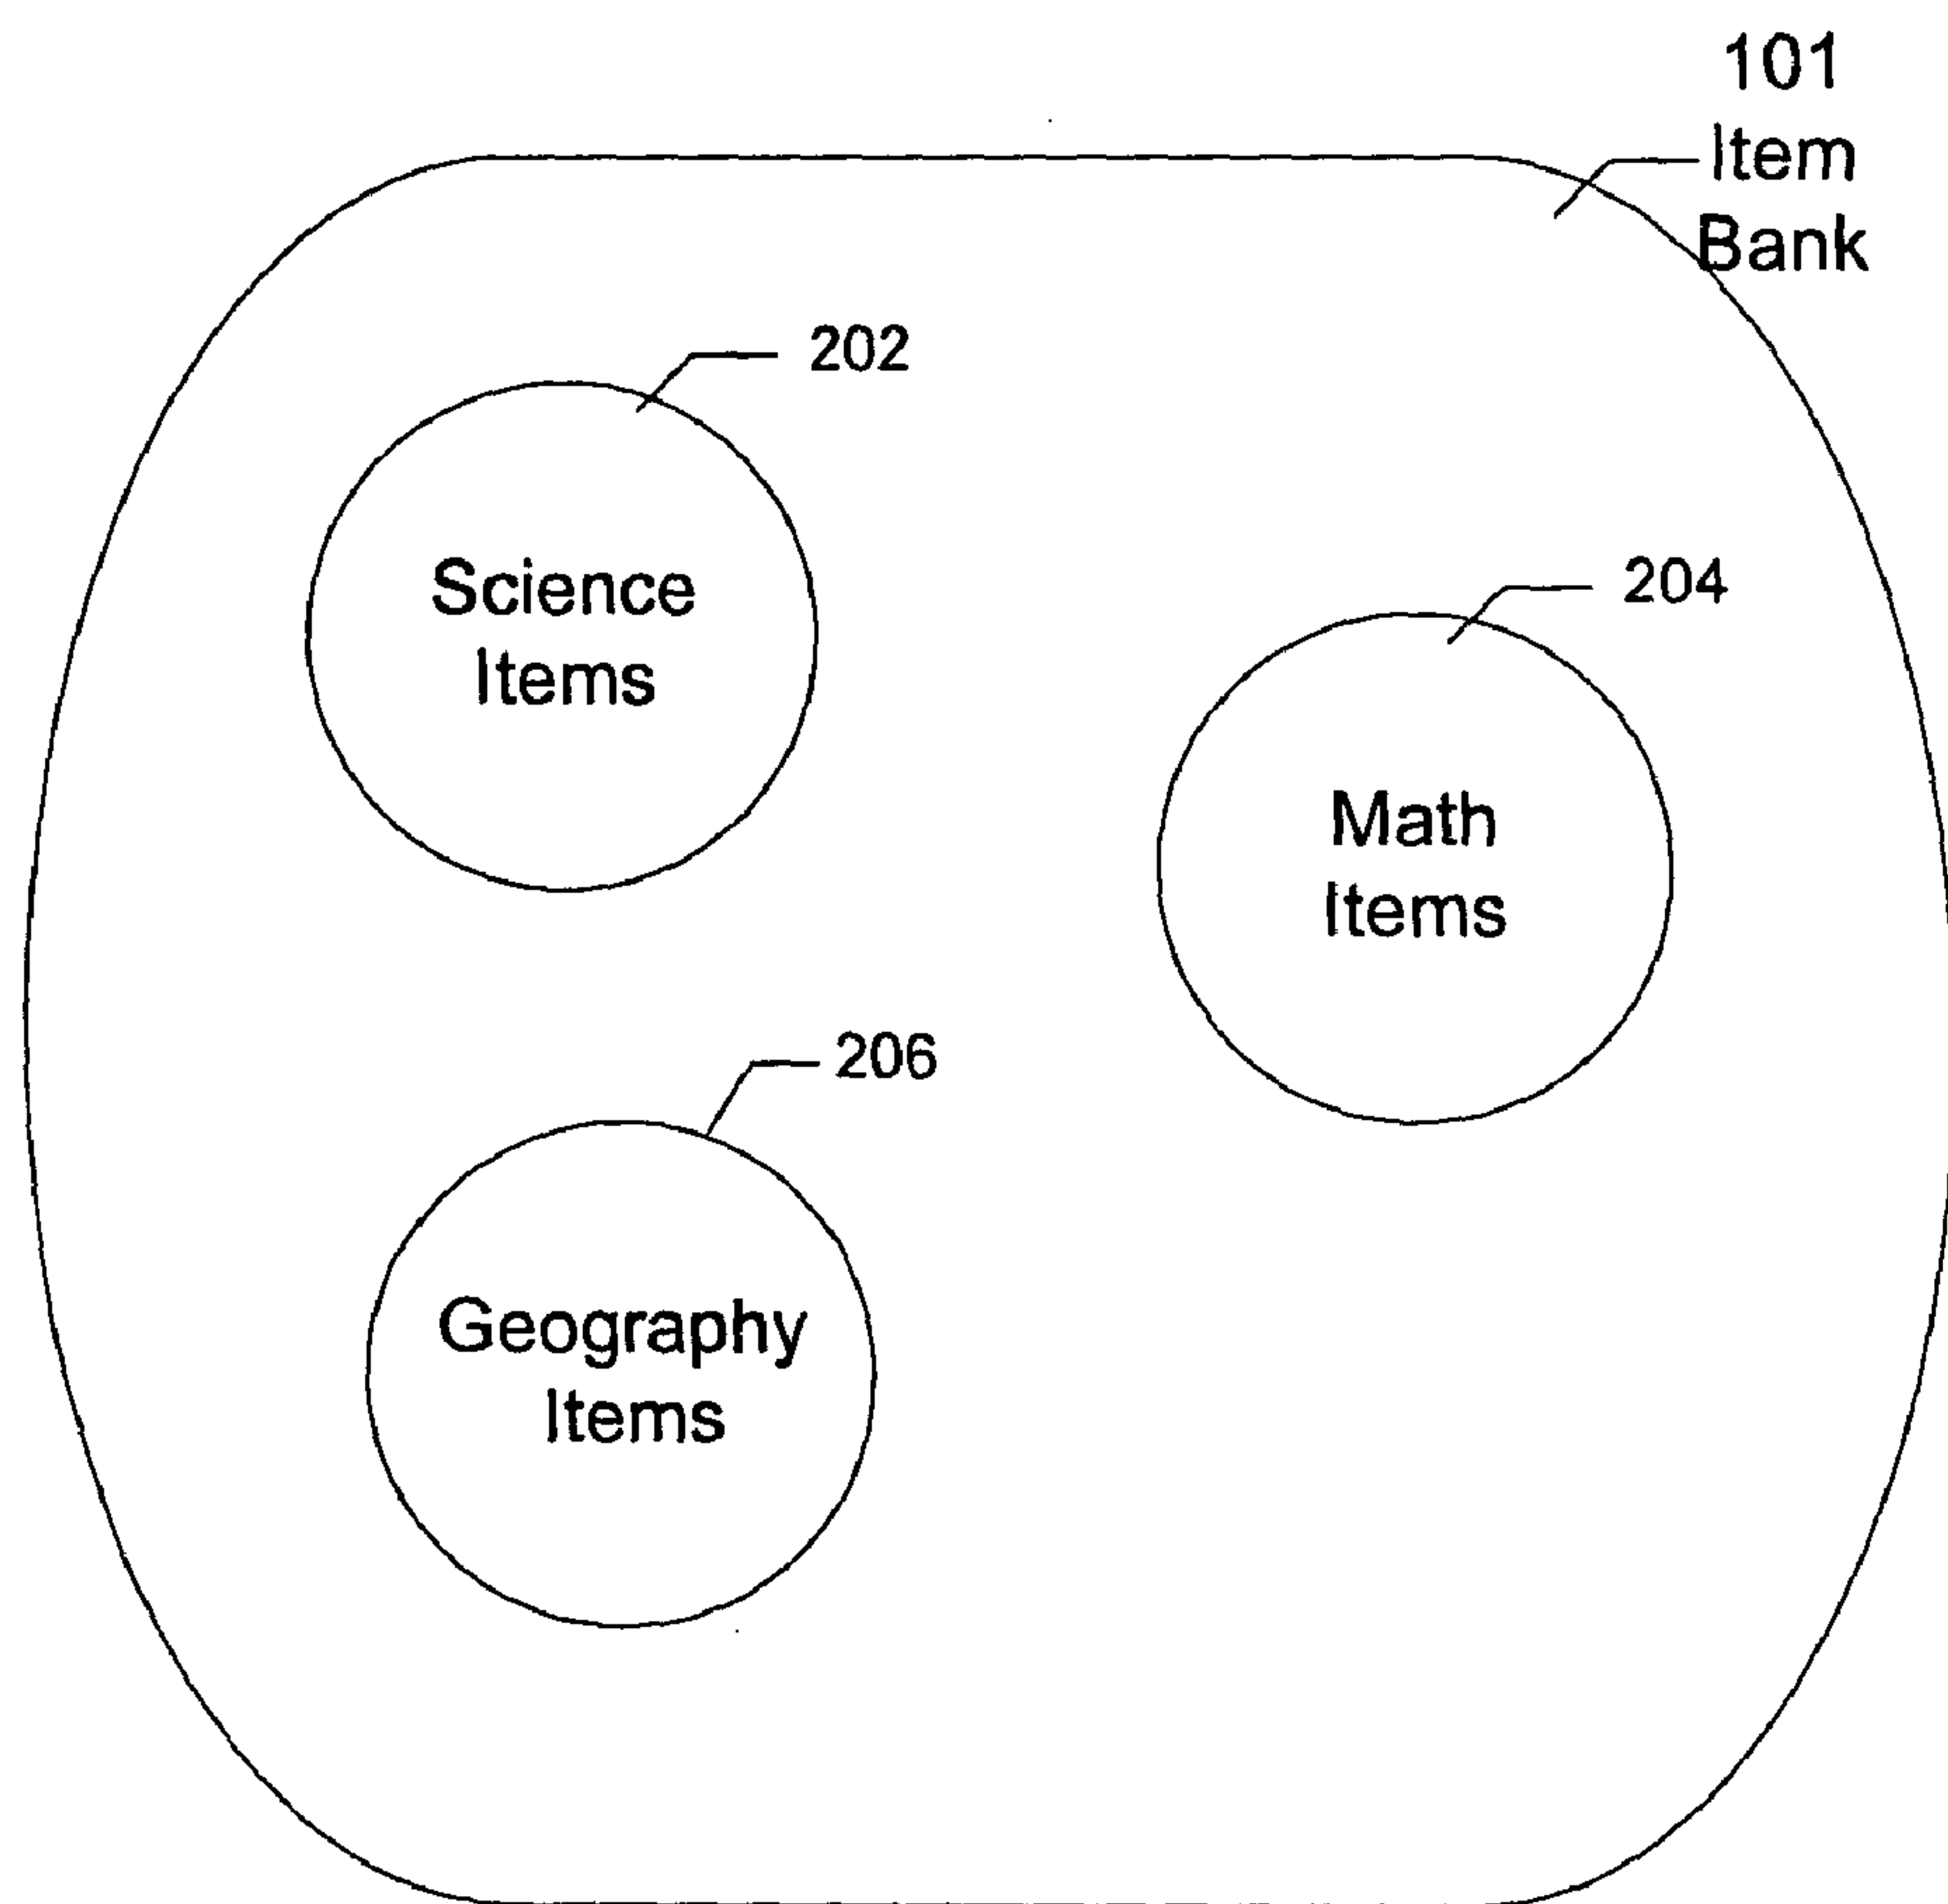 101
Item
Bank
202
Science
Items
204
Math
Items
206
Geography
Items